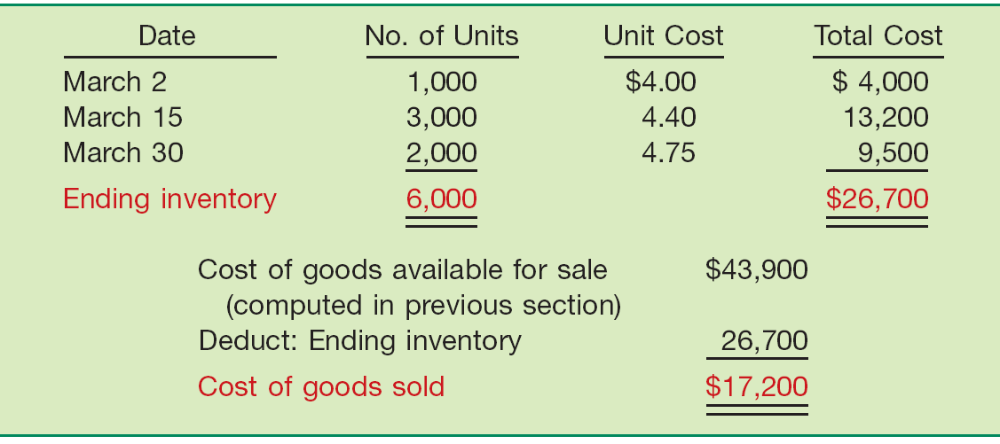 Date No. of Units Unit Cost Total Cost
March 2 1,000 $4.00 $ 4,000
March 15 3,000 4.40 13,200
March 30 2,000 4.75 9,500
Ending inventory 6,000 $26,700
Cost of goods available for sale $43,900
(computed in previous section)
Deduct: Ending inventory 26,700
Cost of goods sold $17,200